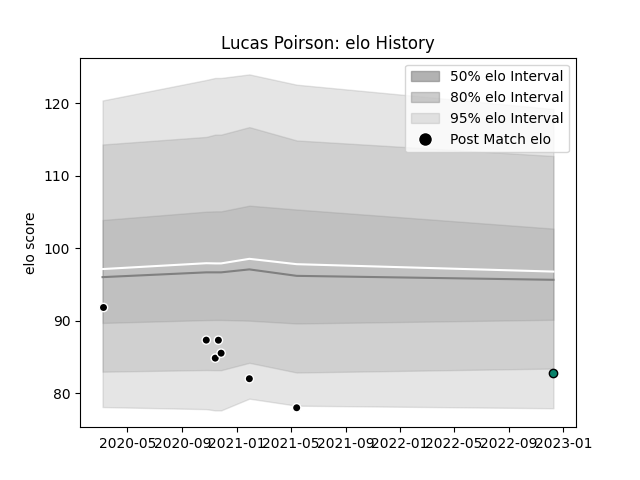 Lucas Poirson: elo History
50% elo Interval
80% elo Interval
95% elo Interval
Post Match elo
elo score
120
110
100
90
80
2020-05 2020-09 2021-01 2021-05 2021-09 2022-01 2022-05 2022-09 2023-01